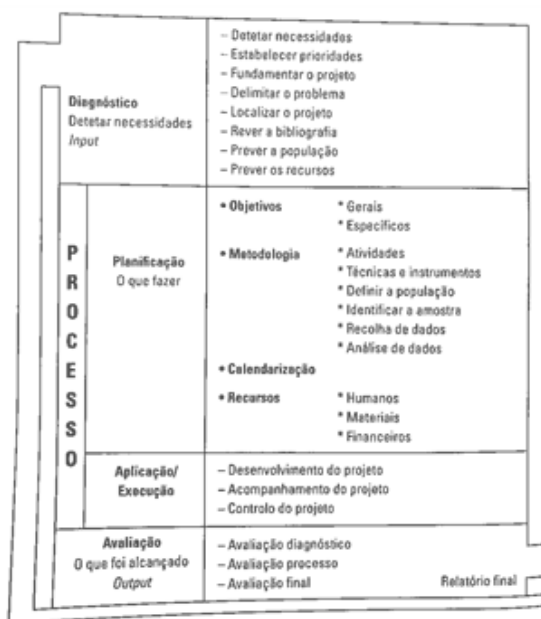 Diagnóstico
Detetar necessidades
Input
– Detetar necessidades
– Estabelecer prioridades
– Fundamentar o projeto
– Delimitar o problema
– Localizar o projeto
– Rever a bibliografia
– Prever a população
– Prever os recursos
PROCESSO
Planificação
O que fazer
• Objetivos
* Gerais
* Específicos
• Metodologia
* Atividades
* Técnicas e instrumentos
* Definir a população
* Identificar a amostra
* Recolha de dados
* Análise de dados
• Calendarização
• Recursos
* Humanos
* Materiais
* Financeiros
Aplicação/
Execução
– Desenvolvimento do projeto
– Acompanhamento do projeto
– Controlo do projeto
Avaliação
O que foi alcançado
Output
– Avaliação diagnóstico
– Avaliação processo
– Avaliação final
Relatório final